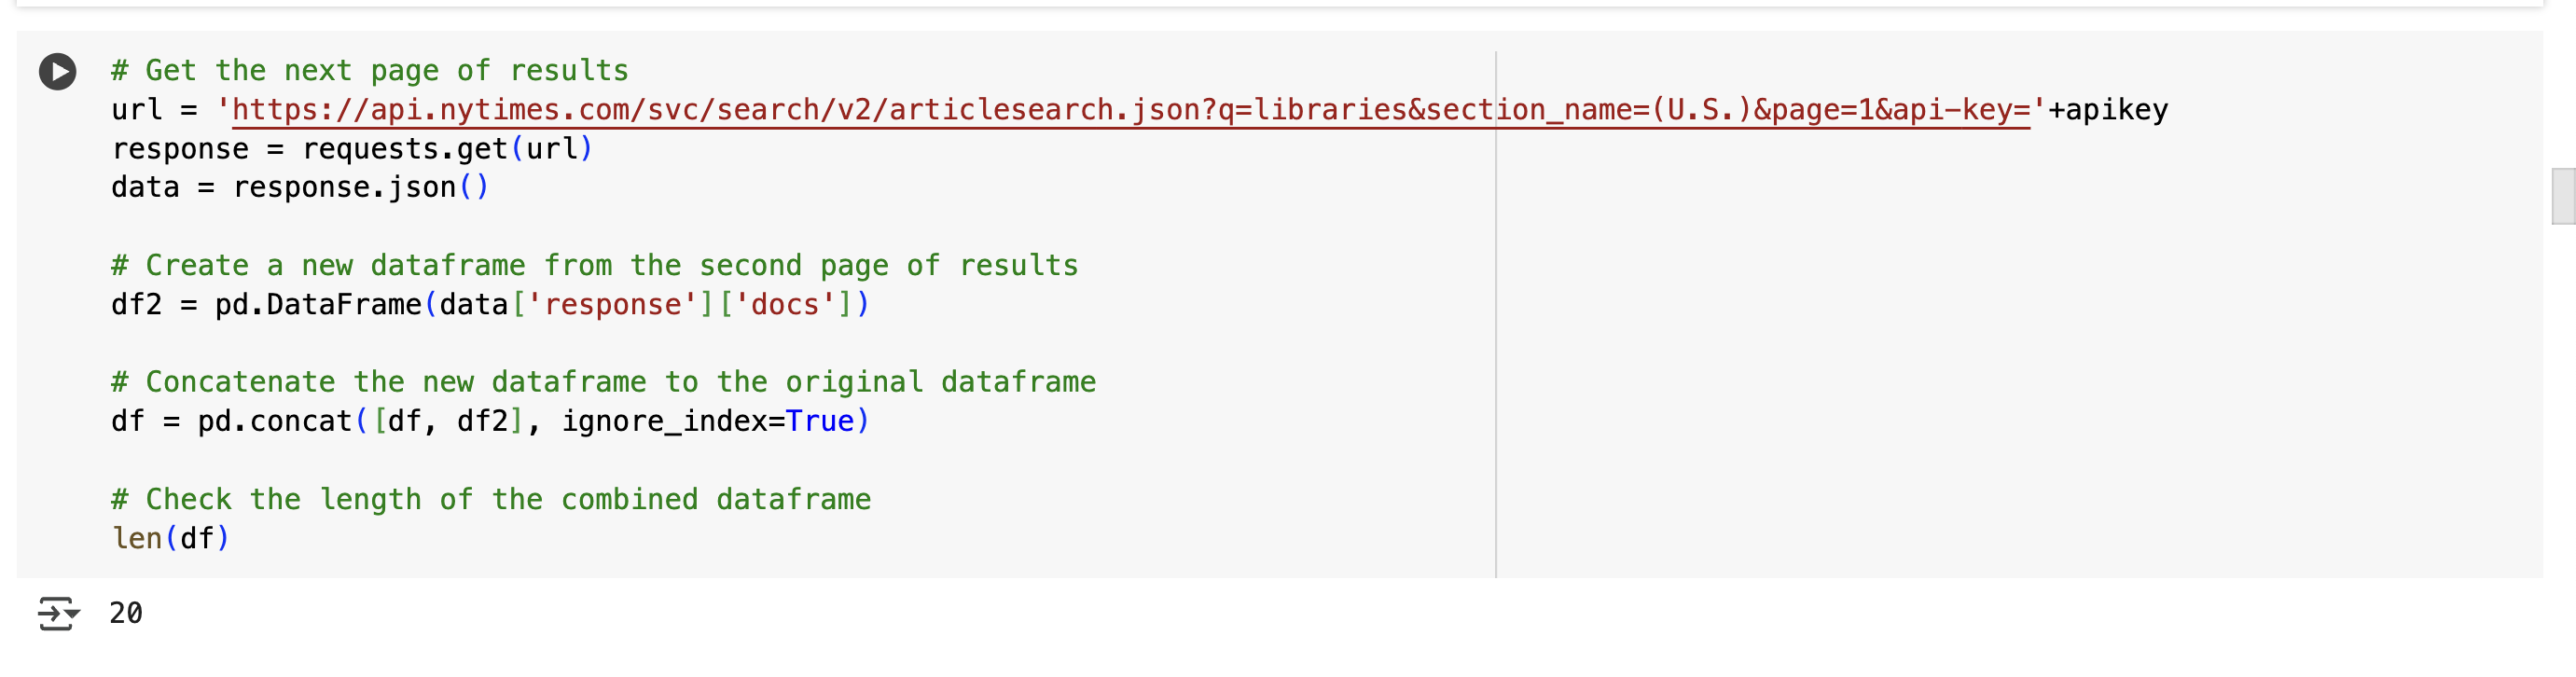 # Get the next page of results
url = 'https://api.nytimes.com/svc/search/v2/articlesearch.json?q=libraries&section_name=(U.S.)&page=1&api-key='+apikey
response = requests.get(url)
data = response.json()
# Create a new dataframe from the second page of results
df2 = pd.DataFrame(data['response']['docs'])
# Concatenate the new dataframe to the original dataframe
df = pd.concat([df, df2], ignore_index=True)
# Check the length of the combined dataframe
len(df)
20